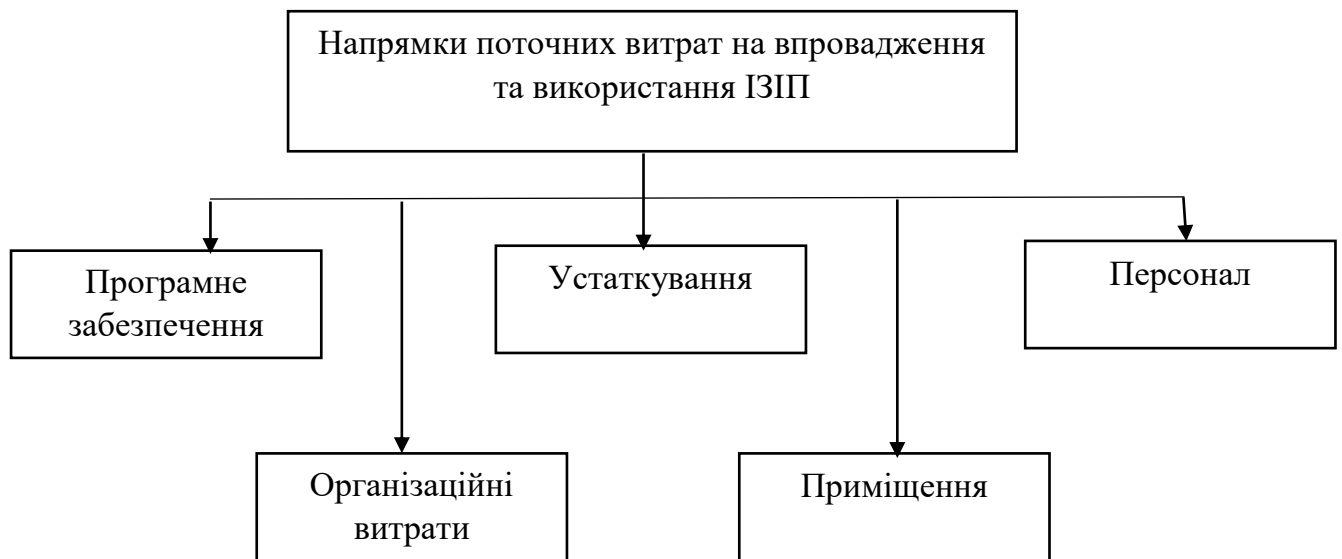 Напрямки поточних витрат на впровадження
та використання ІЗІП
Програмне
забезпечення
Устаткування
Персонал
Організаційні
витрати
Приміщення